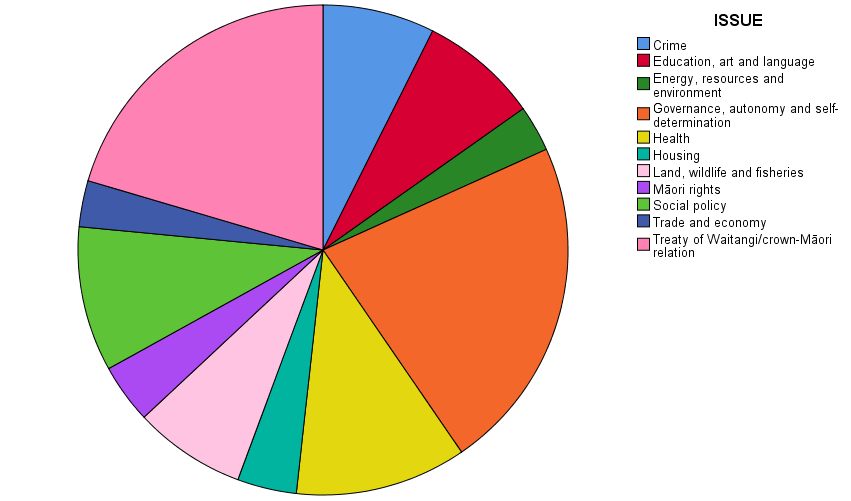 ISSUE
Crime
Education, art and language
Energy, resources and
environment
Governance, autonomy and self-
determination
Health
Housing
Land, wildlife and fisheries
Māori rights
Social policy
Trade and economy
Treaty of Waitangi/crown-Māori
relation